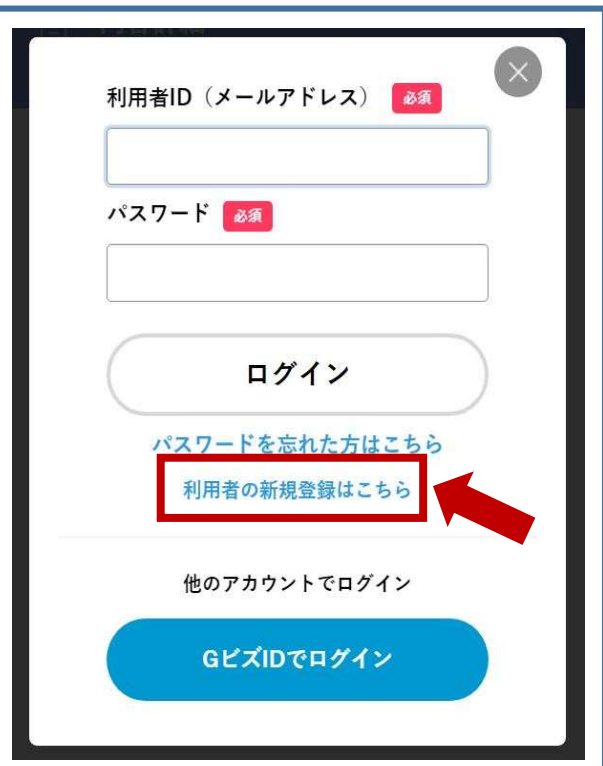 利用者ID（メールアドレス） 必須
パスワード 必須
ログイン
パスワードを忘れた方はこちら
利用者の新規登録はこちら
他のアカウントでログイン
GビズIDでログイン